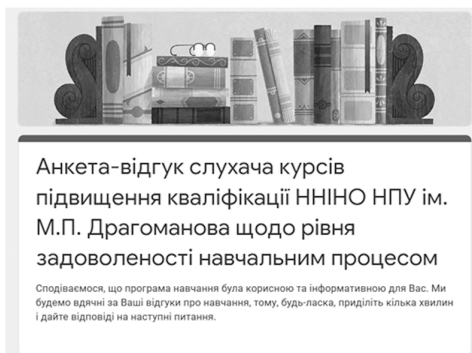 Анкета-відгук слухача курсів
підвищення кваліфікації ННІНО НПУ ім.
М.П. Драгоманова щодо рівня
задоволеності навчальним процесом
Сподіваємося, що програма навчання була корисною та інформативною для Вас. Ми
будемо вдячні за Ваші відгуки про навчання, тому, будь-ласка, приділіть кілька хвилин
і дайте відповіді на наступні питання.